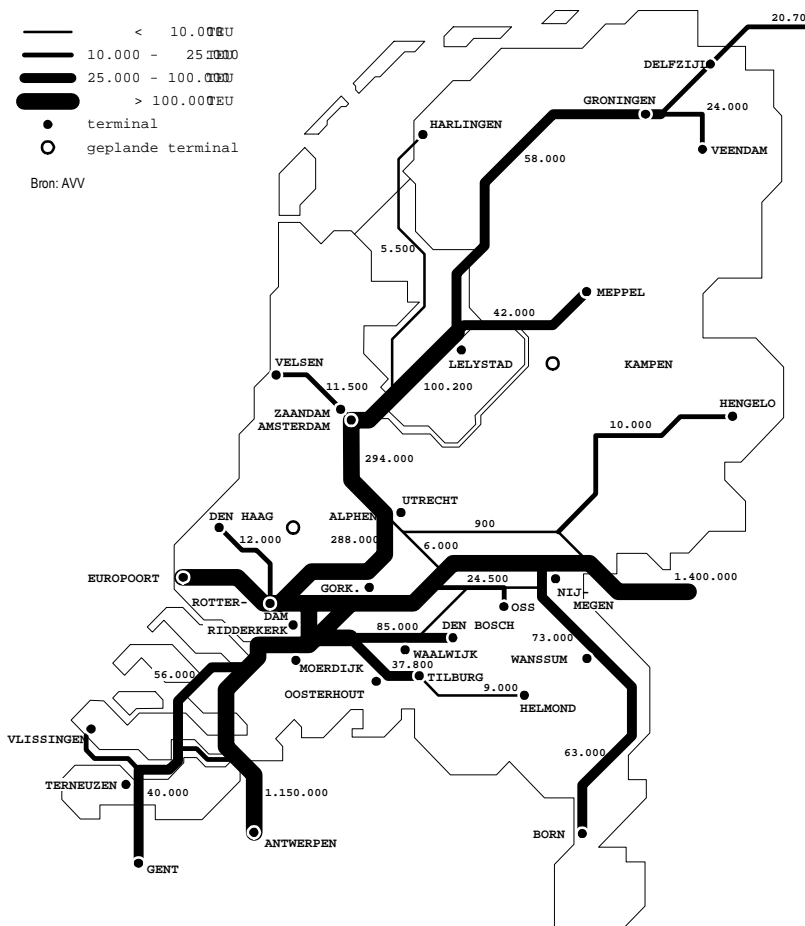 < 10.000 TEU
10.000 - 25.000 TEU
25.000 - 100.000 TEU
> 100.000 TEU
terminal
geplande terminal
Bron: AVV
20.70
DELFZIJL
GRONINGEN
24.000
HARLINGEN
VEENDAM
58.000
5.500
MEPPEL
42.000
VELSEN
LELYSTAD
KAMPEN
11.500
100.200
ZAANDAM
AMSTERDAM
HENGELO
10.000
294.000
UTRECHT
DEN HAAG
ALPHEN
900
12.000
288.000
6.000
EUROPOORT
GORK.
24.500
NIJ-
MEGEN
1.400.000
ROTTER-
DAM
OSS
RIDDERKERK
85.000
DEN BOSCH
73.000
WAALWIJK
WANSSUM
56.000
MOERDIJK
37.800
TILBURG
OOSTERHOUT
9.000
HELMOND
VLISSINGEN
63.000
TERNEUZEN
40.000
1.150.000
BORN
ANTWERPEN
GENT